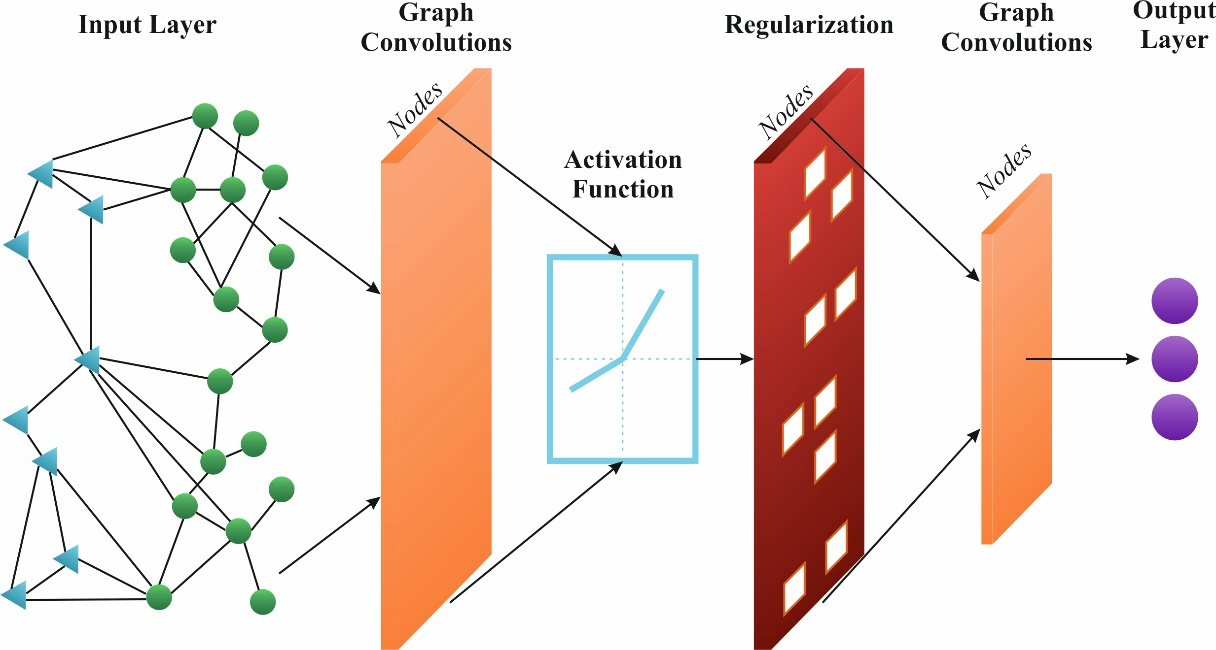 Input Layer
Graph
Convolutions
Nodes
Activation
Function
Regularization
Nodes
Graph
Convolutions
Nodes
Output
Layer